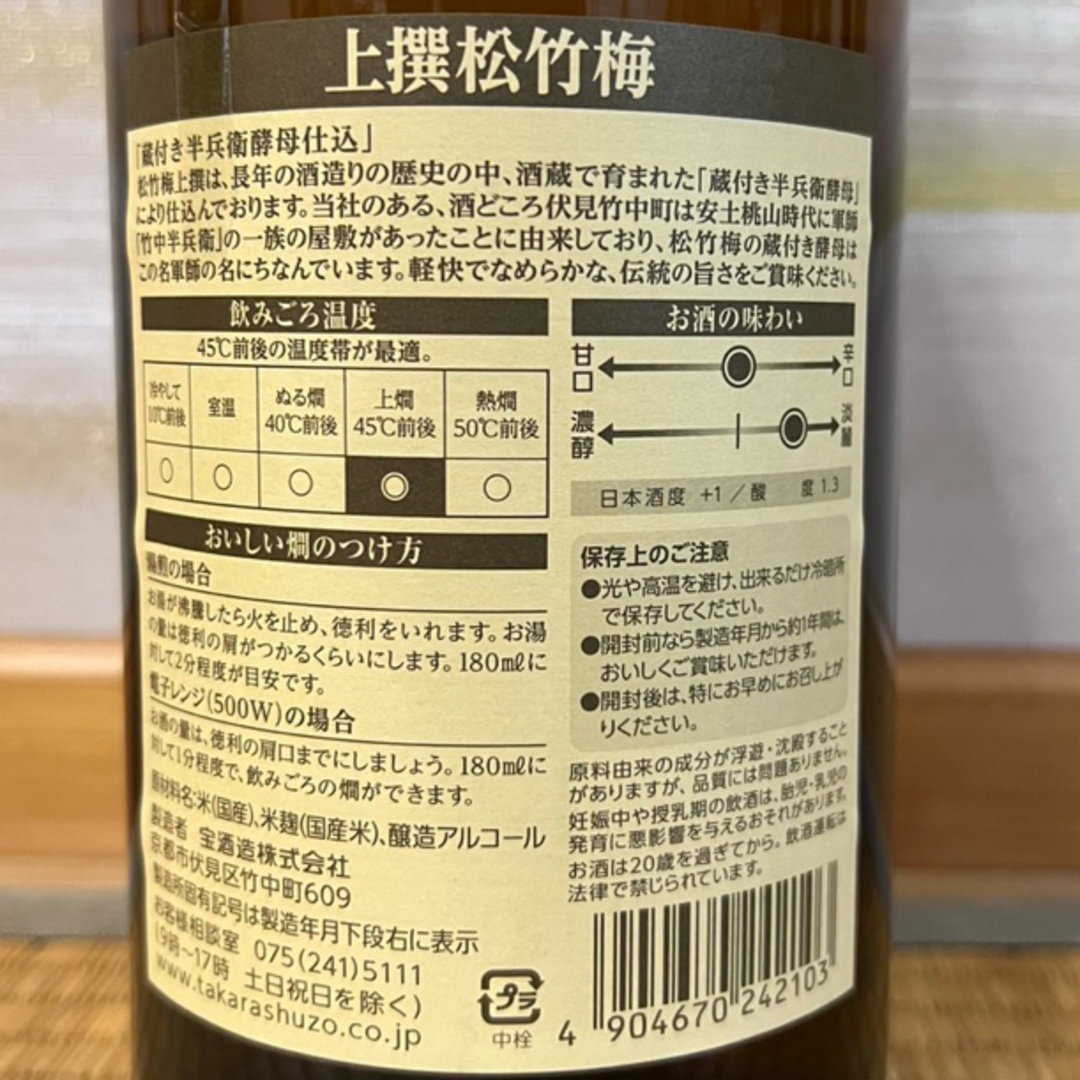 上撰松竹梅
「蔵付き半兵衛酵母仕込」
松竹梅上撰は、長年の酒造りの歴史の中、酒蔵で育まれた「蔵付き半兵衛酵母」
により仕込んでおります。当社のある、酒どころ伏見竹中町は安土桃山時代に軍師
「竹中半兵衛」の一族の屋敷があったことに由来しており、松竹梅の蔵付き酵母は
この名軍師の名にちなんでいます。軽快でなめらかな、伝統の旨さをご賞味ください。
飲みごろ温度
45℃前後の温度帯が最適。
冷やして
10℃前後
室温
ぬる燗
40℃前後
上燗
45℃前後
熱燗
50℃前後
○ ○ ○ ◎ ○
おいしい燗のつけ方
湯煎の場合
お湯が沸騰したら火を止め、徳利をいれます。お湯
の量は徳利の肩がつかるくらいにします。180mlに
対して2分程度が目安です。
電子レンジ(500W)の場合
お酒の量は、徳利の肩口までにしましょう。180mlに
対して1分程度で、飲みごろの燗ができます。
原材料名:米(国産)、米麹(国産米)、醸造アルコール
製造者 宝酒造株式会社
京都市伏見区竹中町609
製造所固有記号は製造年月下段右に表示
お客様相談室 075(241)5111
(9時～17時 土日祝日を除く)
www.takarashuzo.co.jp
プラ
中栓
お酒の味わい
甘口 辛口
濃醇 淡麗
日本酒度 +1／酸 度 1.3
保存上のご注意
●光や高温を避け、出来るだけ冷暗所
で保存してください。
●開封前なら製造年月から約1年間は、
おいしくご賞味いただけます。
●開封後は、特にお早めにお召し上が
りください。
原料由来の成分が浮遊・沈殿すること
がありますが、品質には問題ありません。
妊娠中や授乳期の飲酒は、胎児・乳児の
発育に悪影響を与えるおそれがあります。
お酒は20歳を過ぎてから。飲酒運転は
法律で禁じられています。
4 904670 242103